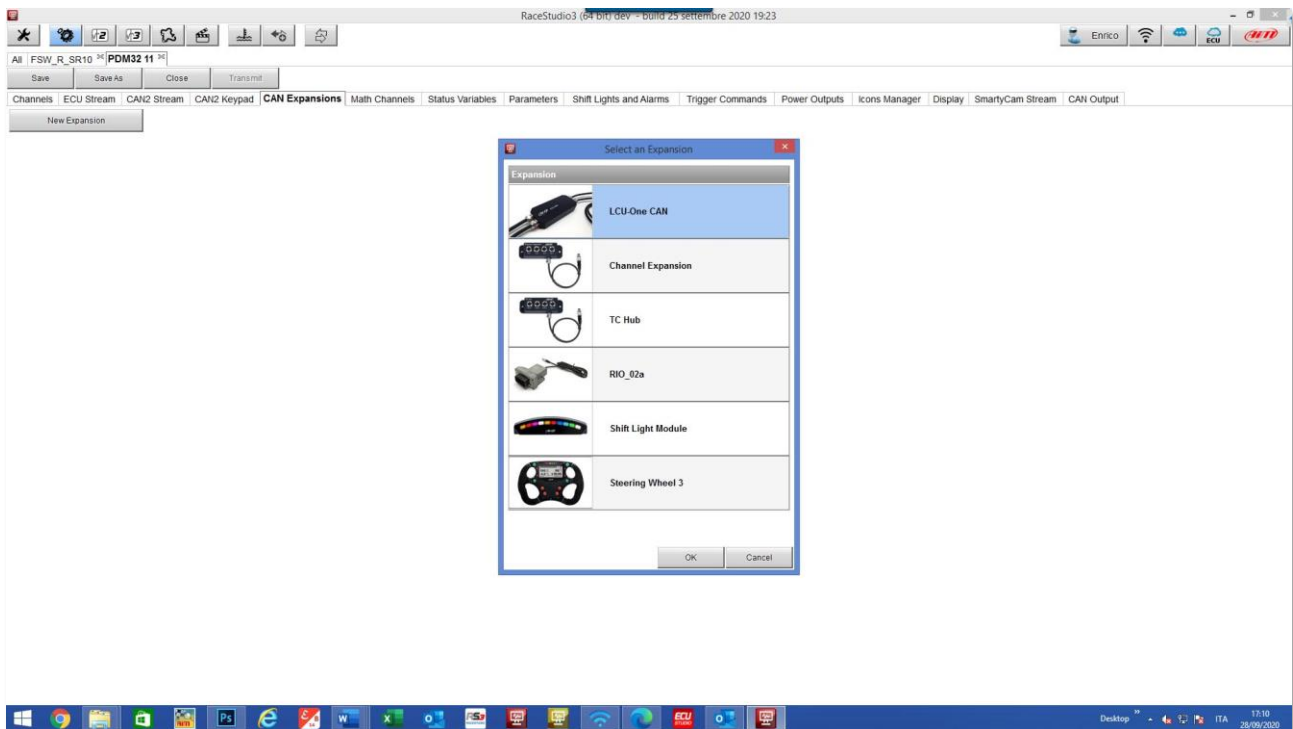 RaceStudio3 (64 bit) dev - build 25 settembre 2020 19:23
Enrico
ECU
All FSW_R_SR10 PDM32 11
Save Save As Close Transmit
Channels ECU Stream CAN2 Stream CAN2 Keypad CAN Expansions Math Channels Status Variables Parameters Shift Lights and Alarms Trigger Commands Power Outputs Icons Manager Display SmartyCam Stream CAN Output
New Expansion
Select an Expansion
Expansion
LCU-One CAN
Channel Expansion
TC Hub
RIO_02a
Shift Light Module
Steering Wheel 3
OK Cancel
Desktop ITA 17:10
28/09/2020